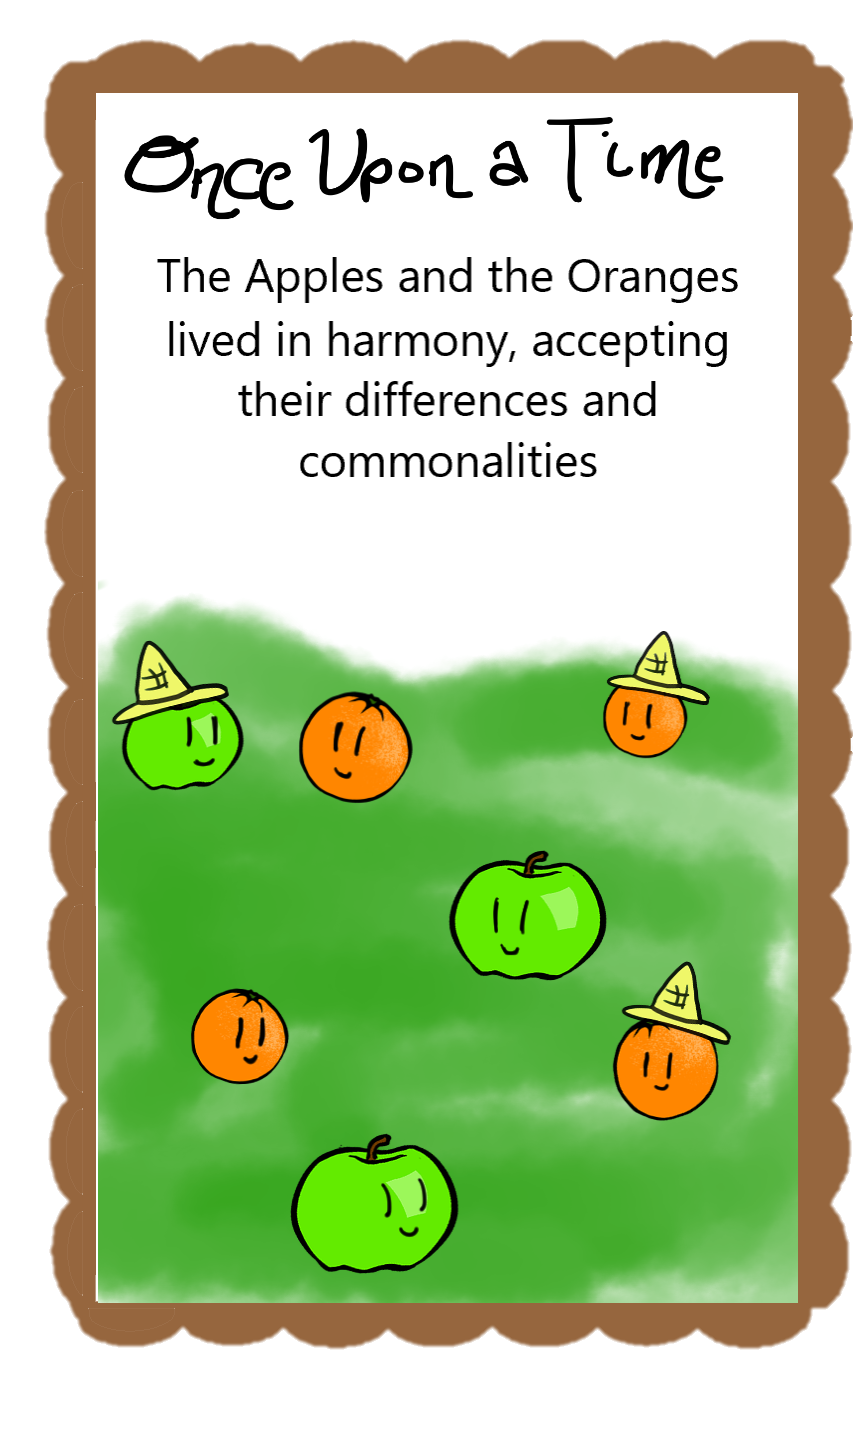 Once Upon a Time
The Apples and the Oranges
lived in harmony, accepting
their differences and
commonalities